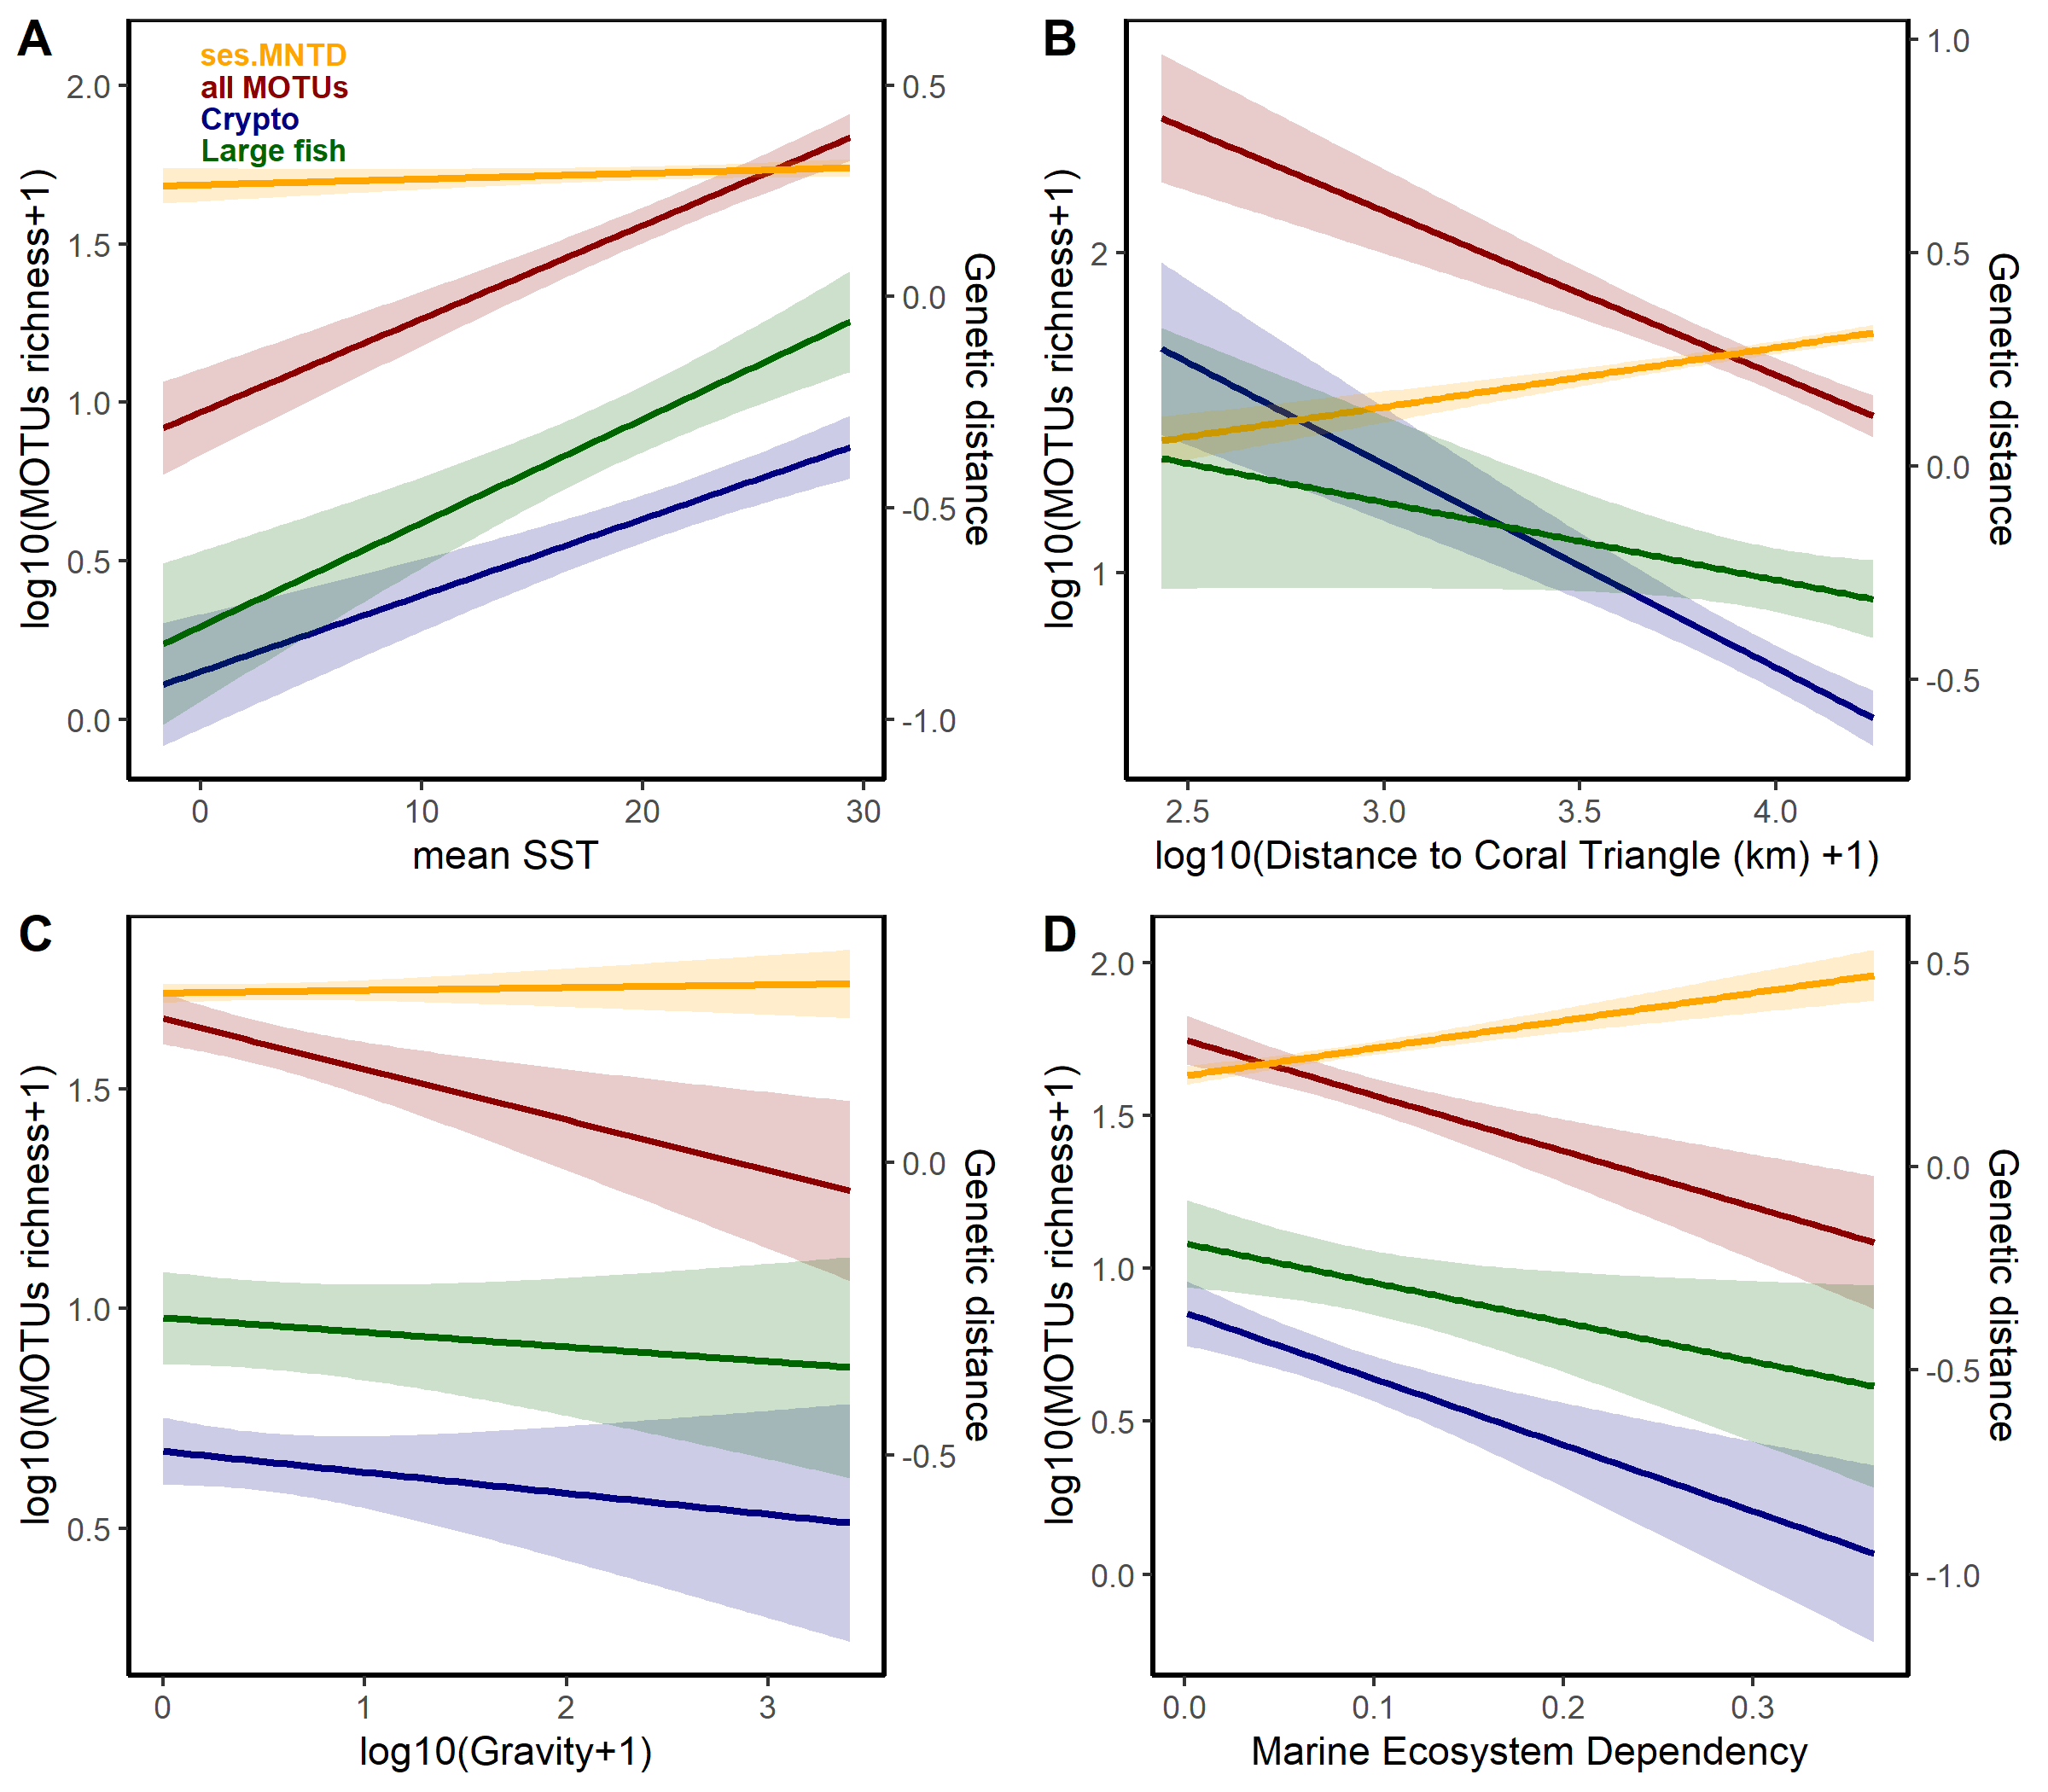 A
ses.MNTD
all MOTUs
Crypto
Large fish
2.0
1.5
1.0
0.5
0.0
log10(MOTUs richness+1)
0.5
0.0
-0.5
-1.0
Genetic distance
0
10
20
30
mean SST
B
2
1
log10(MOTUs richness+1)
1.0
0.5
0.0
-0.5
Genetic distance
2.5
3.0
3.5
4.0
log10(Distance to Coral Triangle (km) +1)
C
1.5
1.0
0.5
log10(MOTUs richness+1)
0.0
-0.5
Genetic distance
0
1
2
3
log10(Gravity+1)
D
2.0
1.5
1.0
0.5
0.0
log10(MOTUs richness+1)
0.5
0.0
-0.5
-1.0
Genetic distance
0.0
0.1
0.2
0.3
Marine Ecosystem Dependency